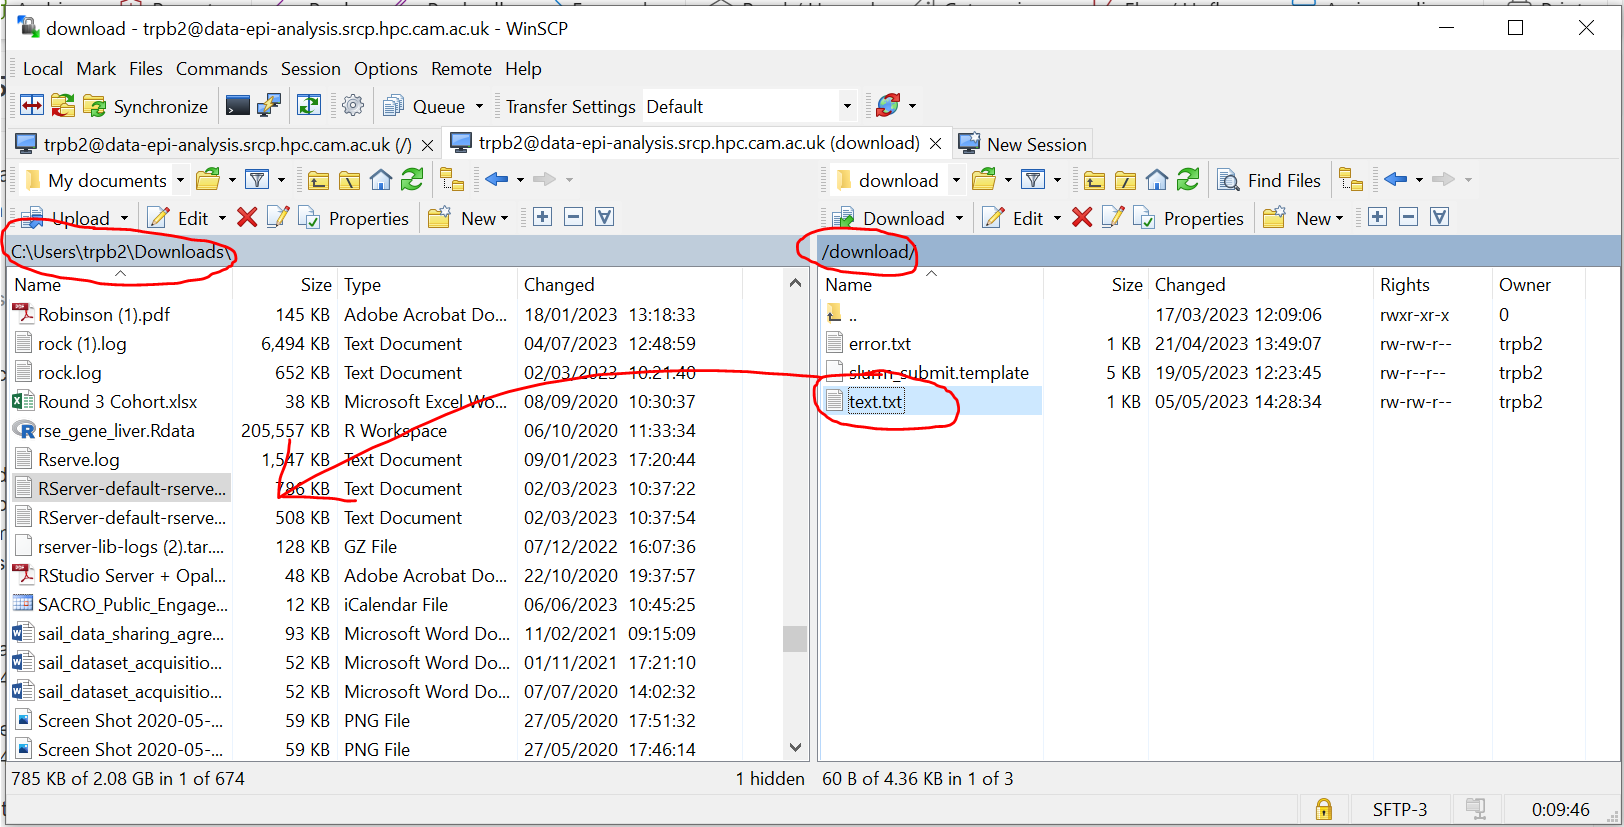 download - trpb2@data-epi-analysis.srcp.hpc.cam.ac.uk - WinSCP
Local Mark Files Commands Session Options Remote Help
Synchronize Queue Transfer Settings Default
trpb2@data-epi-analysis.srcp.hpc.cam.ac.uk (/) trpb2@data-epi-analysis.srcp.hpc.cam.ac.uk (download) New Session
My documents download Find Files
Upload Edit Properties New Download Edit Properties New
C:\Users\trpb2\Downloads\ /download/
Name Size Type Changed Name Size Changed Rights Owner
Robinson (1).pdf 145 KB Adobe Acrobat Do... 18/01/2023 13:18:33 .. 17/03/2023 12:09:06 rwxr-xr-x 0
rock (1).log 6,494 KB Text Document 04/07/2023 12:48:59 error.txt 1 KB 21/04/2023 13:49:07 rw-rw-r-- trpb2
rock.log 652 KB Text Document 02/03/2023 10:21:40 slurm_submit.template 5 KB 19/05/2023 12:23:45 rw-r--r-- trpb2
Round 3 Cohort.xlsx 38 KB Microsoft Excel Wo... 08/09/2020 10:30:37 text.txt 1 KB 05/05/2023 14:28:34 rw-rw-r-- trpb2
rse_gene_liver.Rdata 205,557 KB R Workspace 06/10/2020 11:33:34
Rserve.log 1,547 KB Text Document 09/01/2023 17:20:44
RServer-default-rserve... 786 KB Text Document 02/03/2023 10:37:22
RServer-default-rserve... 508 KB Text Document 02/03/2023 10:37:54
rserver-lib-logs (2).tar.... 128 KB GZ File 07/12/2022 16:07:36
RStudio Server + Opal... 48 KB Adobe Acrobat Do... 22/10/2020 19:37:57
SACRO_Public_Engage... 12 KB iCalendar File 06/06/2023 10:45:25
sail_data_sharing_agre... 93 KB Microsoft Word Do... 11/02/2021 09:15:09
sail_dataset_acquisitio... 52 KB Microsoft Word Do... 01/11/2021 17:21:10
sail_dataset_acquisitio... 52 KB Microsoft Word Do... 07/07/2020 14:02:32
Screen Shot 2020-05-... 59 KB PNG File 27/05/2020 17:51:32
Screen Shot 2020-05-... 59 KB PNG File 27/05/2020 17:46:14
785 KB of 2.08 GB in 1 of 674 1 hidden 60 B of 4.36 KB in 1 of 3
SFTP-3 0:09:46